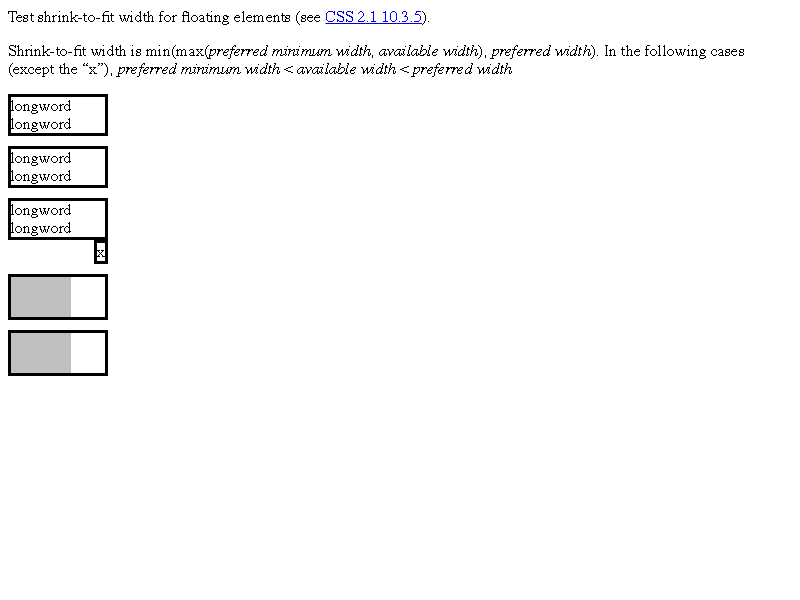 Test shrink-to-fit width for floating elements (see CSS 2.1 10.3.5).
Shrink-to-fit width is min(max(preferred minimum width, available width), preferred width). In the following cases
(except the “x”), preferred minimum width < available width < preferred width
longword
longword
longword
longword
longword
longword
x